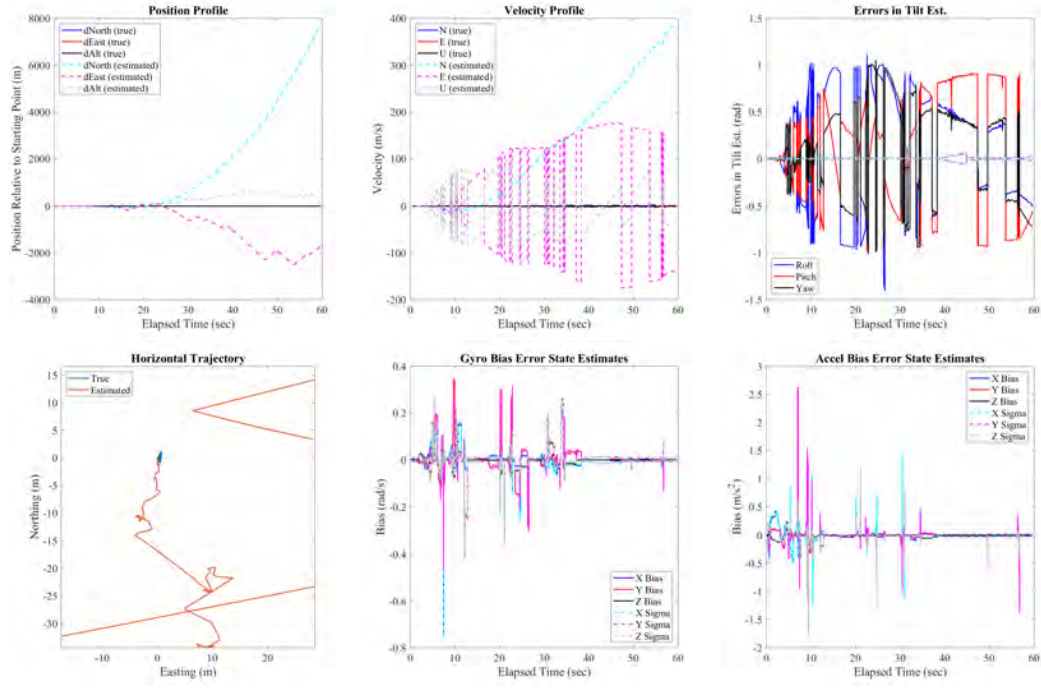 Position Profile
8000
6000
4000
2000
0
-2000
-4000
Position Relative to Starting Point (m)
dNorth (true)
dEast (true)
dAlt (true)
dNorth (estimated)
dEast (estimated)
dAlt (estimated)
0 10 20 30 40 50 60
Elapsed Time (sec)
Velocity Profile
400
300
200
100
0
-100
-200
Velocity (m/s)
N (true)
E (true)
U (true)
N (estimated)
E (estimated)
U (estimated)
0 10 20 30 40 50 60
Elapsed Time (sec)
Errors in Tilt Est.
1.5
1
0.5
0
-0.5
-1
-1.5
Errors in Tilt Est. (rad)
Roll
Pitch
Yaw
0 10 20 30 40 50 60
Elapsed Time (sec)
Horizontal Trajectory
15
10
5
0
-5
-10
-15
-20
-25
-30
Northing (m)
True
Estimated
-10 0 10 20
Easting (m)
Gyro Bias Error State Estimates
0.4
0.2
0
-0.2
-0.4
-0.6
-0.8
Bias (rad/s)
X Bias
Y Bias
Z Bias
X Sigma
Y Sigma
Z Sigma
0 10 20 30 40 50 60
Elapsed Time (sec)
Accel Bias Error State Estimates
3
2.5
2
1.5
1
0.5
0
-0.5
-1
-1.5
-2
Bias (m/s²)
X Bias
Y Bias
Z Bias
X Sigma
Y Sigma
Z Sigma
0 10 20 30 40 50 60
Elapsed Time (sec)